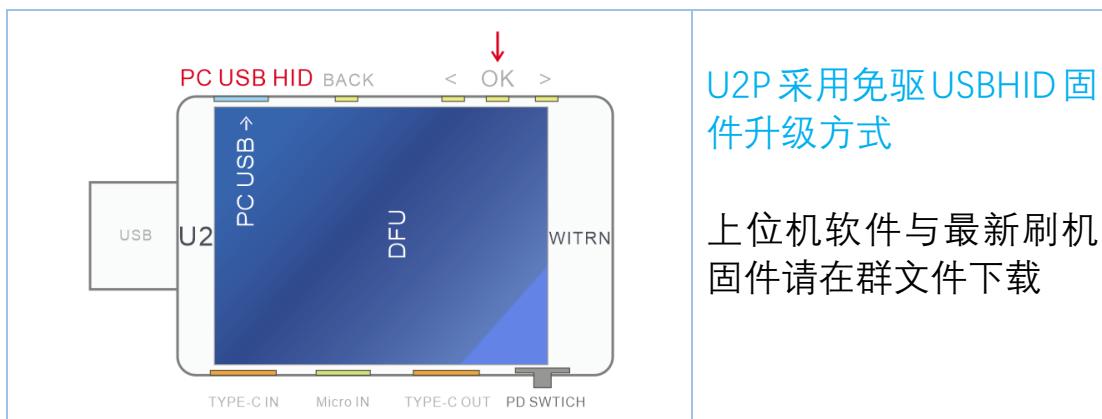 PC USB HID BACK < OK >
PC USB →
DFU
USB
U2
WITRN
TYPE-C IN Micro IN TYPE-C OUT PD SWTICH
U2P采用免驱USBHID固
件升级方式
上位机软件与最新刷机
固件请在群文件下载